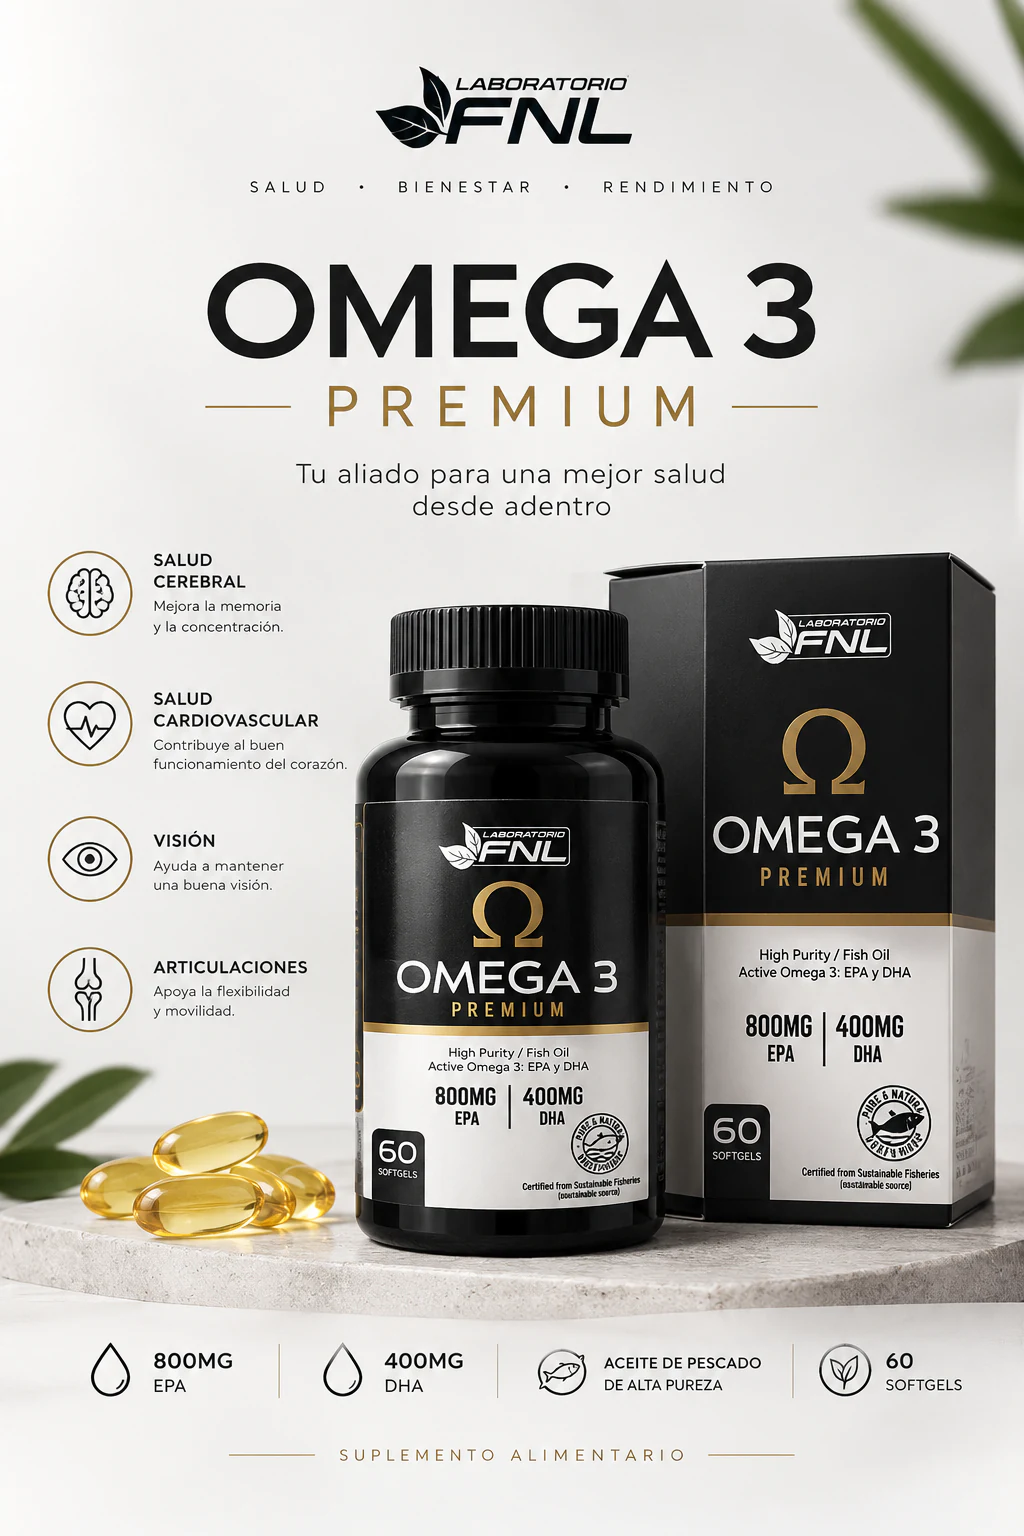 LABORATORIO
FNL
SALUD • BIENESTAR • RENDIMIENTO
OMEGA 3
PREMIUM
Tu aliado para una mejor salud
desde adentro
SALUD
CEREBRAL
Mejora la memoria
y la concentración.
SALUD
CARDIOVASCULAR
Contribuye al buen
funcionamiento del corazón.
VISIÓN
Ayuda a mantener
una buena visión.
ARTICULACIONES
Apoya la flexibilidad
y movilidad.
LABORATORIO
FNL
Ω
OMEGA 3
PREMIUM
High Purity / Fish Oil
Active Omega 3: EPA y DHA
800MG | 400MG
EPA DHA
PURE & NATURA
60
SOFTGELS
Certified from Sustainable Fisheries
LABORATORIO
FNL
Ω
OMEGA 3
PREMIUM
High Purity / Fish Oil
Active Omega 3: EPA y DHA
800MG | 400MG
EPA DHA
PURE & NATURA
60
SOFTGELS
Certified from Sustainable Fisheries
800MG
EPA
400MG
DHA
ACEITE DE PESCADO
DE ALTA PUREZA
60
SOFTGELS
SUPLEMENTO ALIMENTARIO